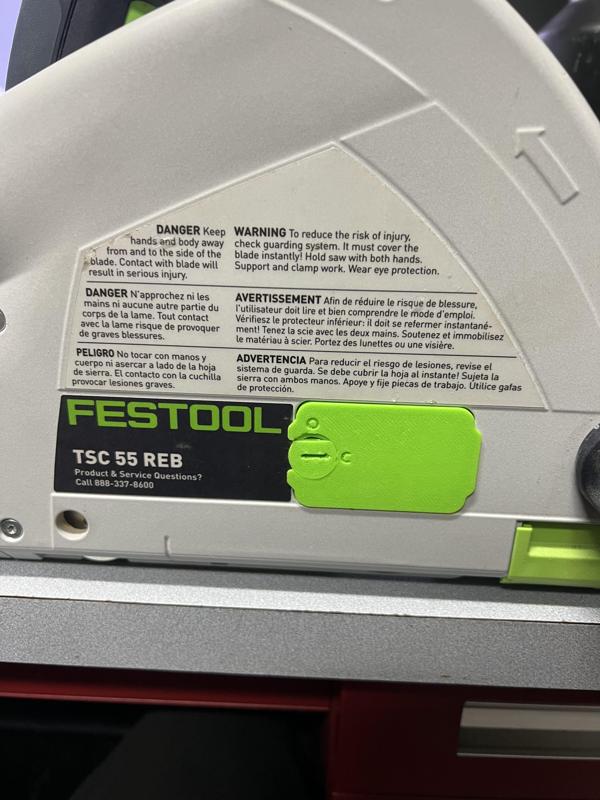 DANGER Keep
hands and body away
from and to the side of the
blade. Contact with blade will
result in serious injury.
WARNING To reduce the risk of injury,
check guarding system. It must cover the
blade instantly! Hold saw with both hands.
Support and clamp work. Wear eye protection.
DANGER N'approchez ni les
mains ni aucune autre partie du
corps de la lame. Tout contact
avec la lame risque de provoquer
de graves blessures.
AVERTISSEMENT Afin de réduire le risque de blessure,
l'utilisateur doit lire et bien comprendre le mode d'emploi.
Vérifiez le protecteur inférieur: il doit se refermer instantané-
ment! Tenez la scie avec les deux mains. Soutenez et immobilisez
le matériau à scier. Portez des lunettes ou une visière.
PELIGRO No tocar con manos y
cuerpo ni asercar a lado de la hoja
de sierra. El contacto con la cuchilla
provocar lesiones graves.
ADVERTENCIA Para reducir el riesgo de lesiones, revise el
sistema de guarda. Se debe cubrir la hoja al instante! Sujeta la
sierra con ambos manos. Apoye y fije piecas de trabajo. Utilice gafas
de protección.
FESTOOL
TSC 55 REB
Product & Service Questions?
Call 888-337-8600
O
C